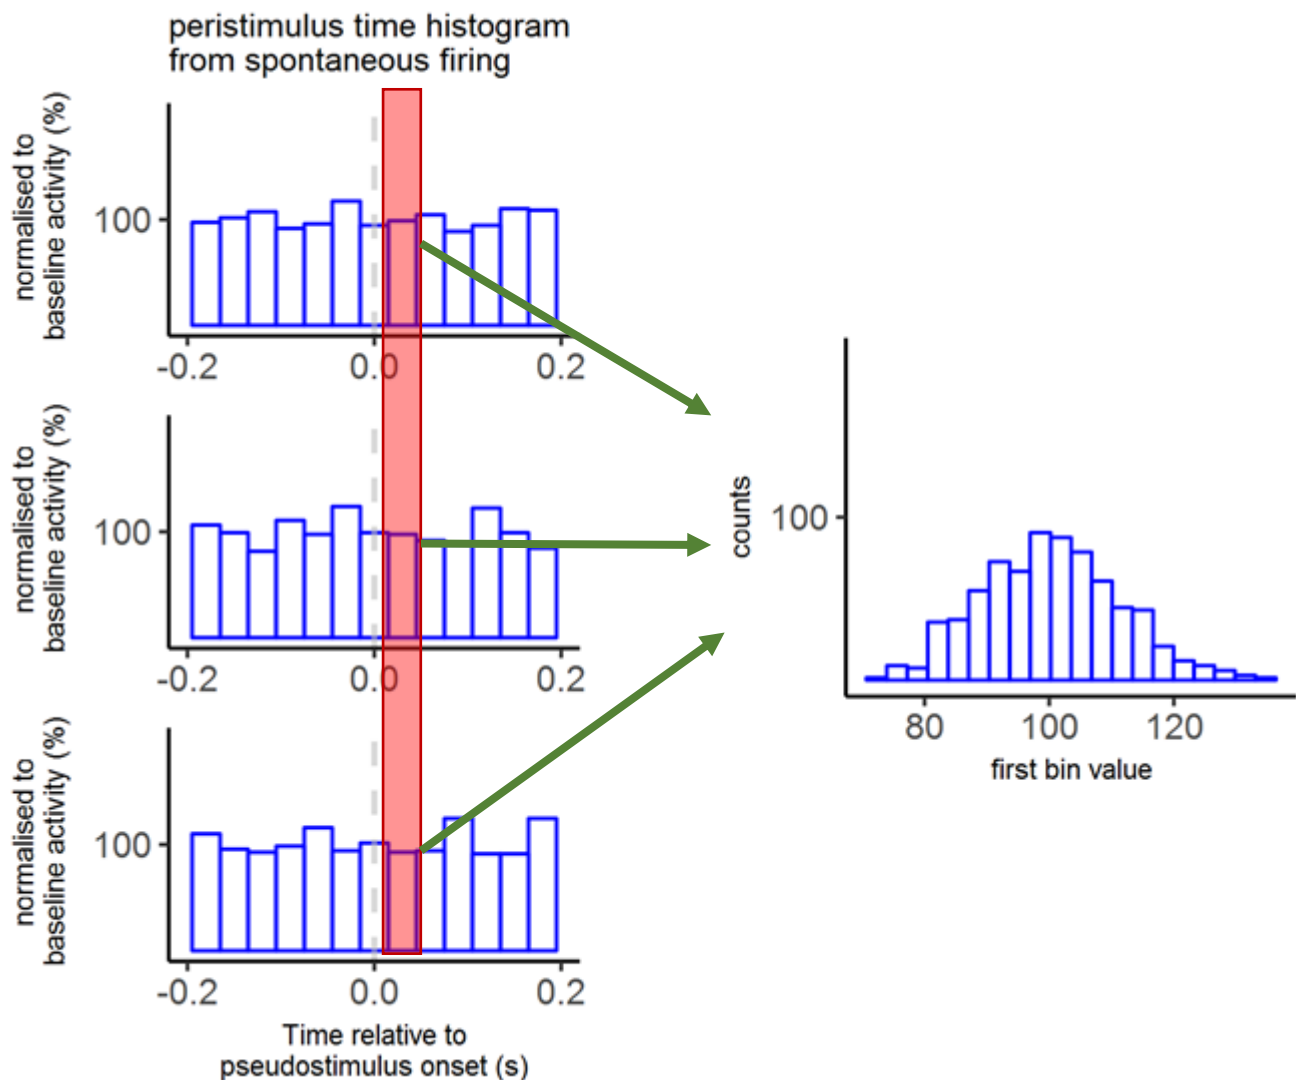 peristimulus time histogram
from spontaneous firing
normalised to
baseline activity (%)
100
-0.2
0.0
0.2
normalised to
baseline activity (%)
100
-0.2
0.0
0.2
normalised to
baseline activity (%)
100
-0.2
0.0
0.2
Time relative to
pseudostimulus onset (s)
counts
100
80
100
120
first bin value